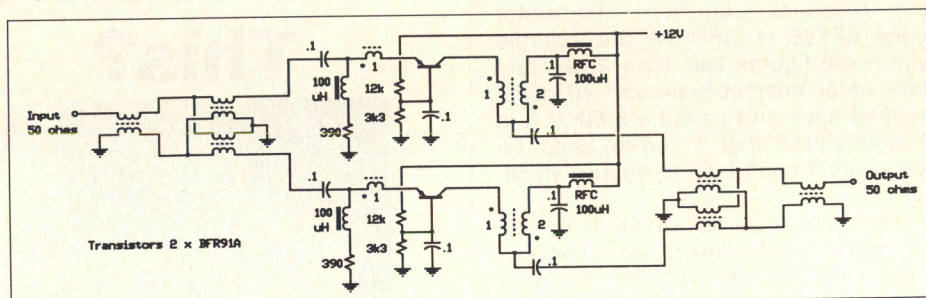 +12V
.1
100
uH
1
12k
390
3k3
.1
1
2
.1
RFC
100uH
.1
Input
50 ohms
.1
100
uH
1
12k
390
3k3
.1
1
2
.1
RFC
100uH
.1
Output
50 ohms
Transistors 2 x BFR91A